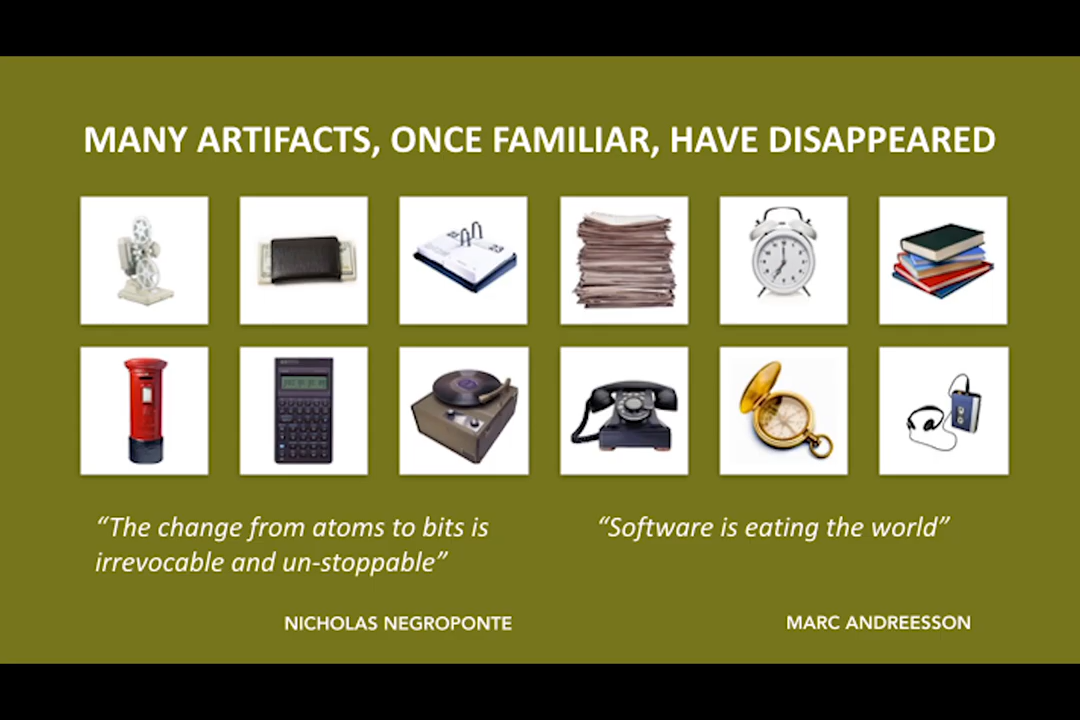 MANY ARTIFACTS, ONCE FAMILIAR, HAVE DISAPPEARED
“The change from atoms to bits is
irrevocable and un-stoppable”
NICHOLAS NEGROPONTE
“Software is eating the world”
MARC ANDREESSON